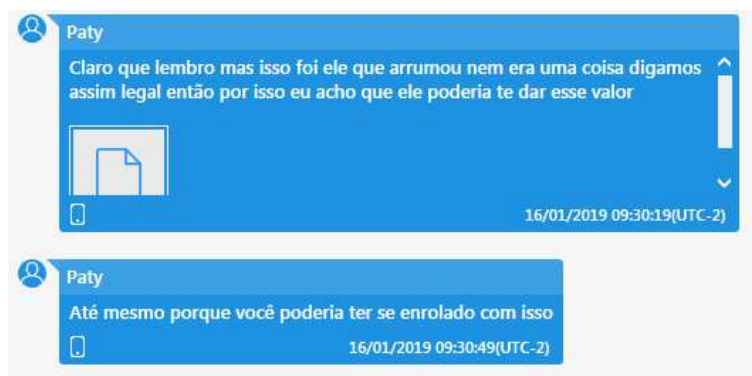 Paty
Claro que lembro mas isso foi ele que arrumou nem era uma coisa digamos
assim legal então por isso eu acho que ele poderia te dar esse valor
16/01/2019 09:30:19(UTC-2)
Paty
Até mesmo porque você poderia ter se enrolado com isso
16/01/2019 09:30:49(UTC-2)